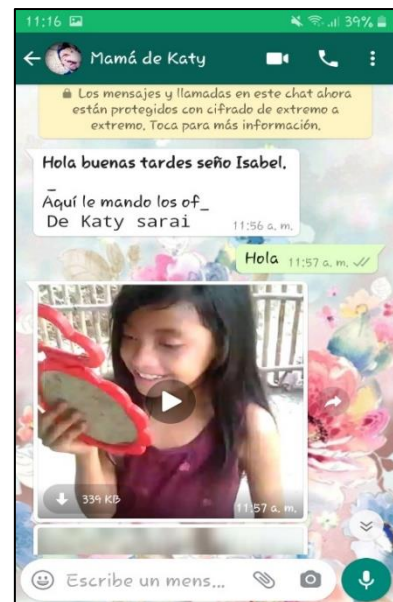 11:16
39%
Mamá de Katy
Los mensajes y llamadas en este chat ahora
están protegidos con cifrado de extremo a
extremo. Toca para más información.
Hola buenas tardes seño Isabel.
_
Aquí le mando los of_
De Katy sarai
11:56 a. m.
Hola 11:57 a. m.
339 KB
11:57 a. m.
Escribe un mens...